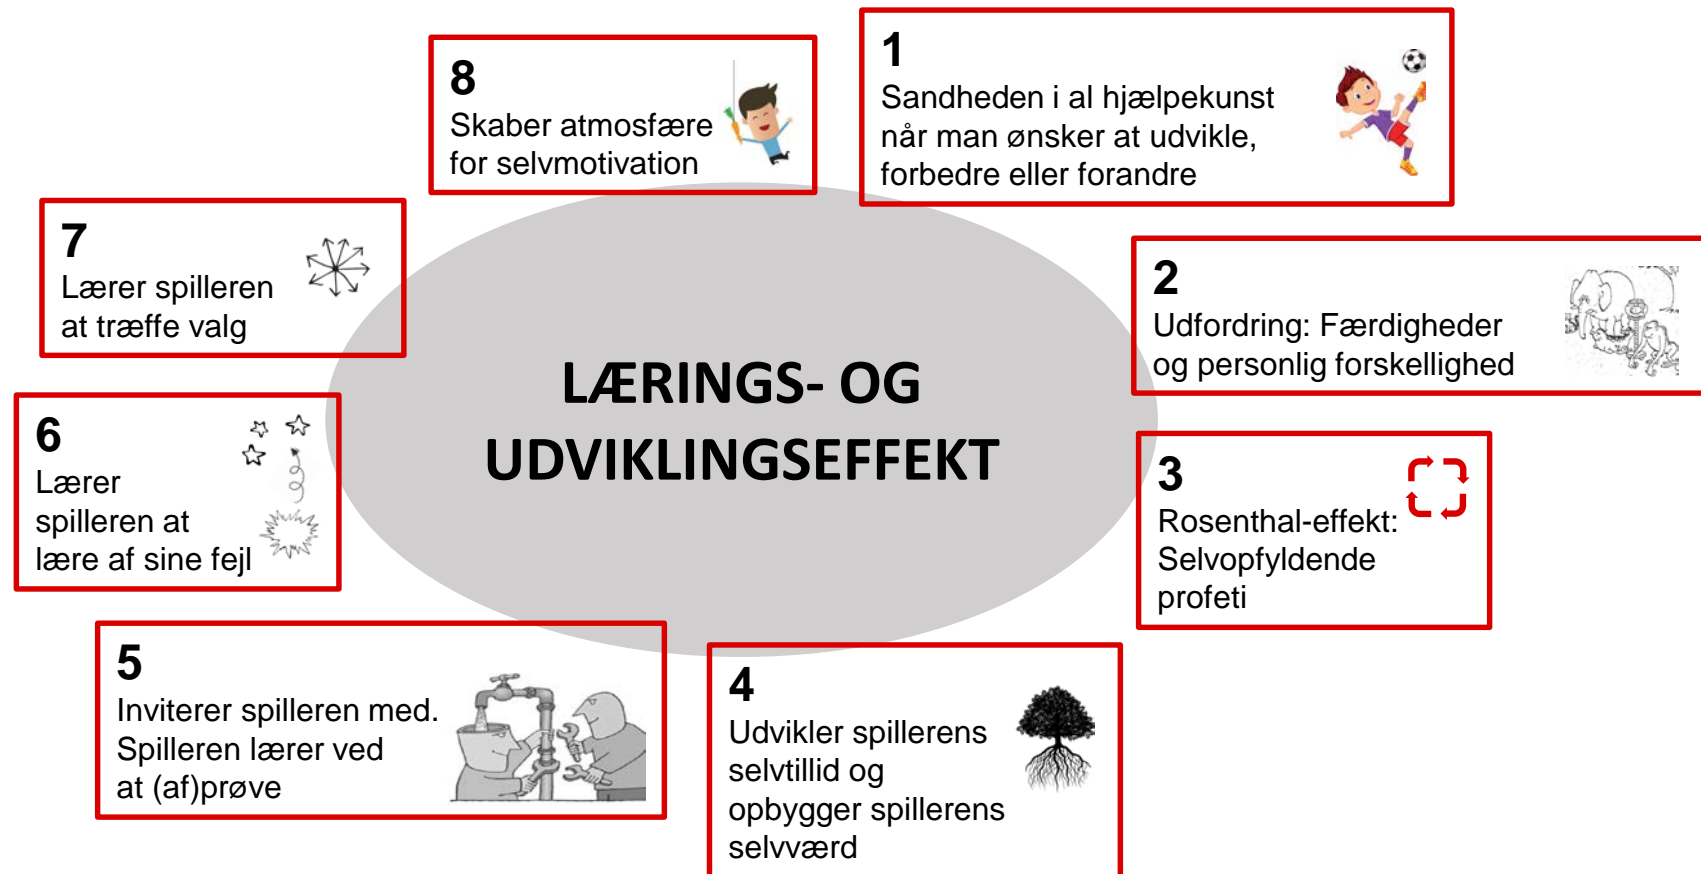 LÆRINGS- OG
UDVIKLINGSEFFEKT
1
Sandheden i al hjælpekunst
når man ønsker at udvikle,
forbedre eller forandre
2
Udfordring: Færdigheder
og personlig forskellighed
3
Rosenthal-effekt:
Selvopfyldende
profeti
4
Udvikler spillerens
selvtillid og
opbygger spillerens
selvværd
5
Inviterer spilleren med.
Spilleren lærer ved
at (af)prøve
6
Lærer
spilleren at
lære af sine fejl
7
Lærer spilleren
at træffe valg
8
Skaber atmosfære
for selvmotivation